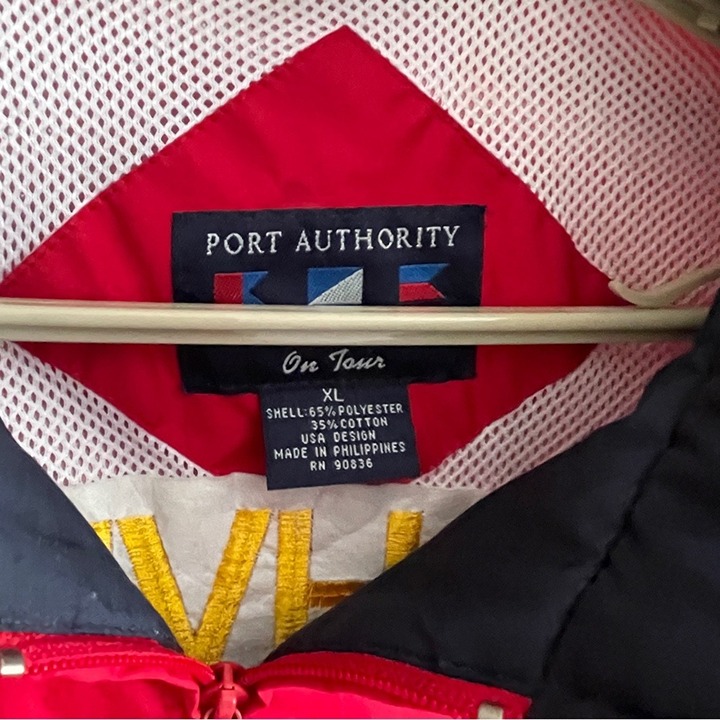 PORT AUTHORITY
On Tour
XL
SHELL:65% POLYESTER
35% COTTON
USA DESIGN
MADE IN PHILIPPINES
RN 90836